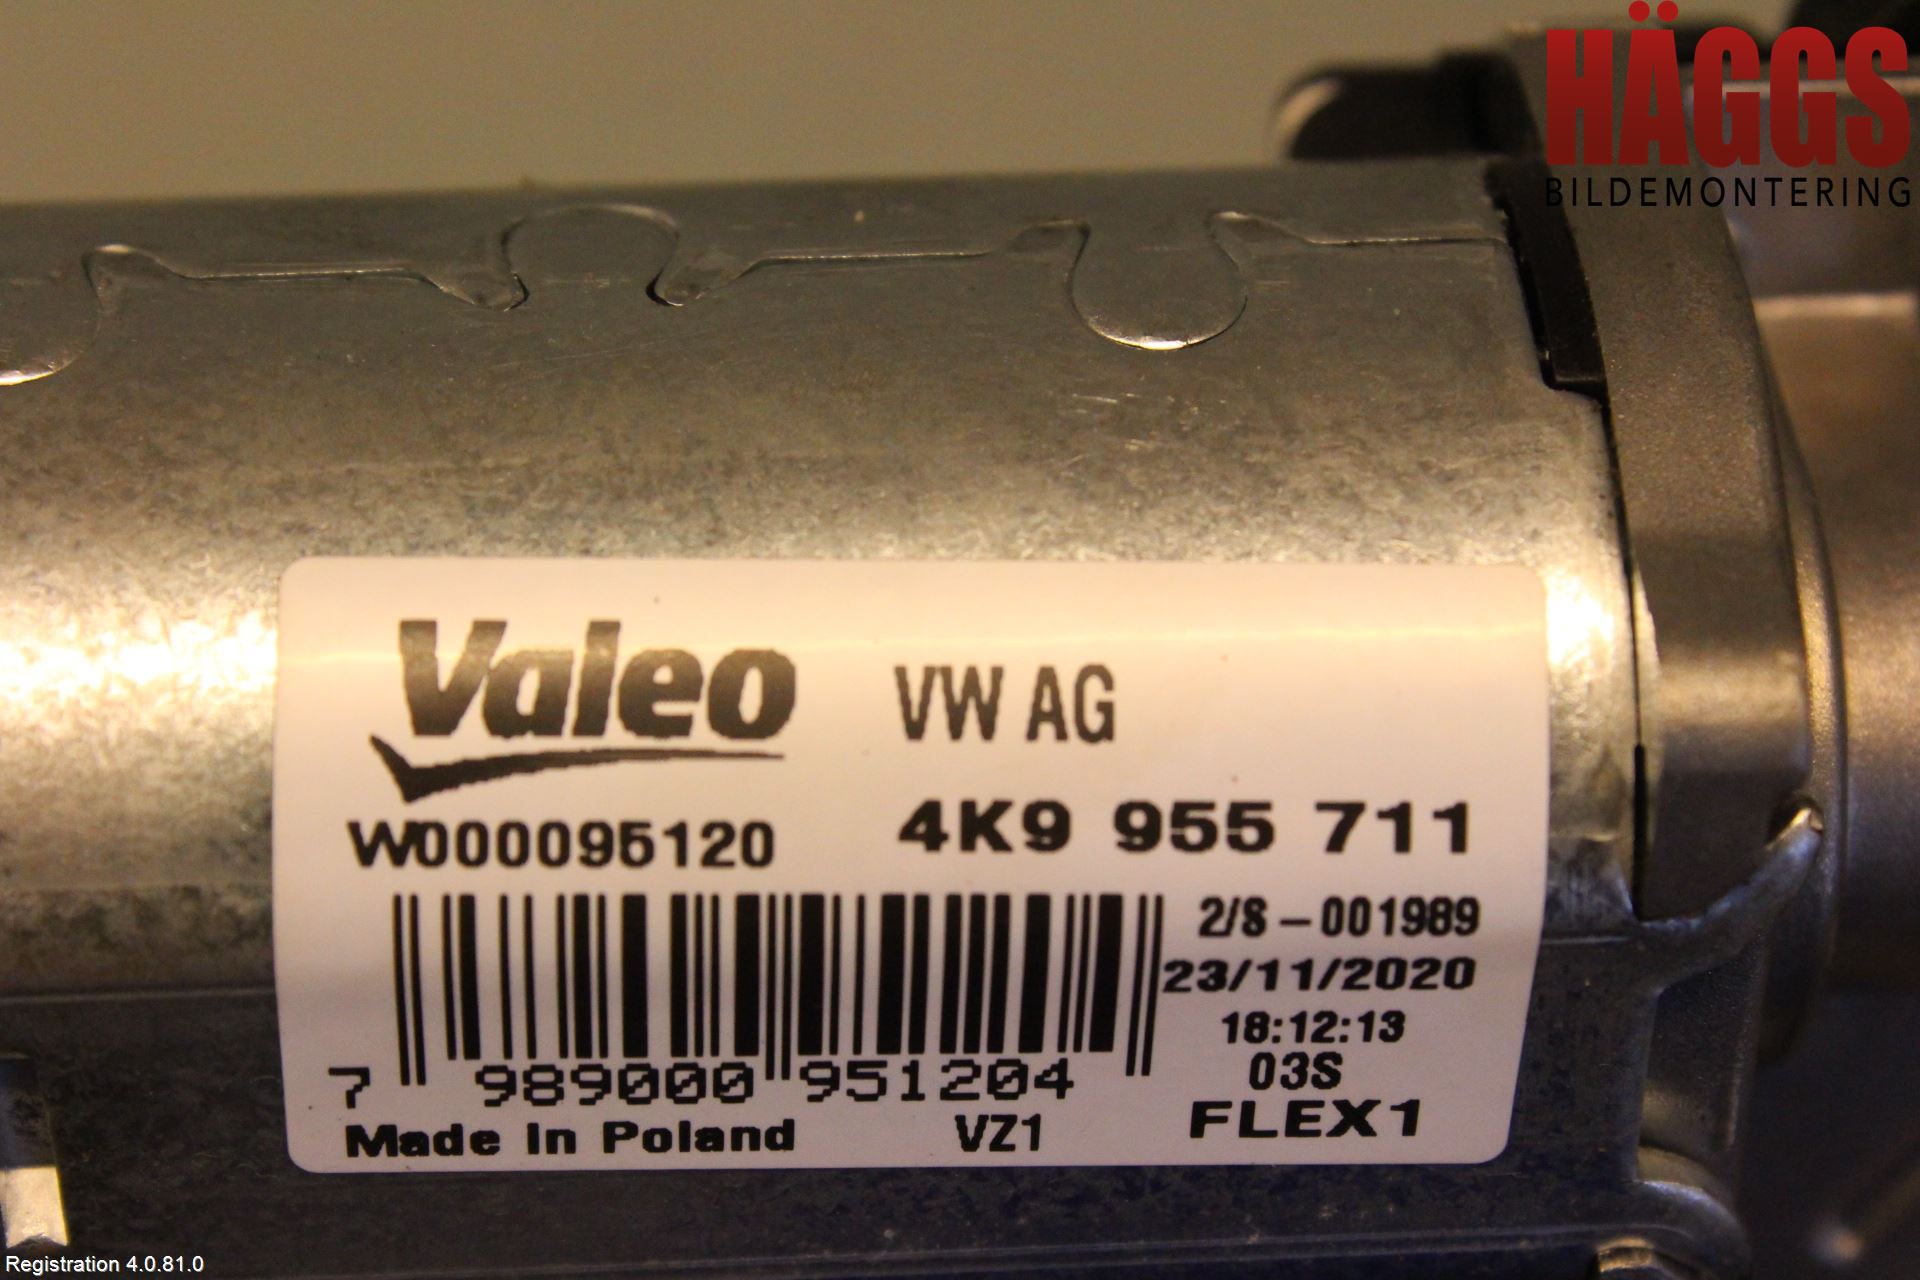 HÄGGS
BILDEMONTERING
Valeo VW AG
W000095120 4K9 955 711
2/8-001989
23/11/2020
18:12:13
03S
7 989000 951204
FLEX1
Made In Poland VZ1
Registration 4.0.81.0